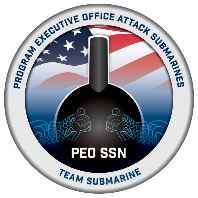 PROGRAM EXECUTIVE OFFICE ATTACK SUBMARINES
PEO SSN
TEAM SUBMARINE